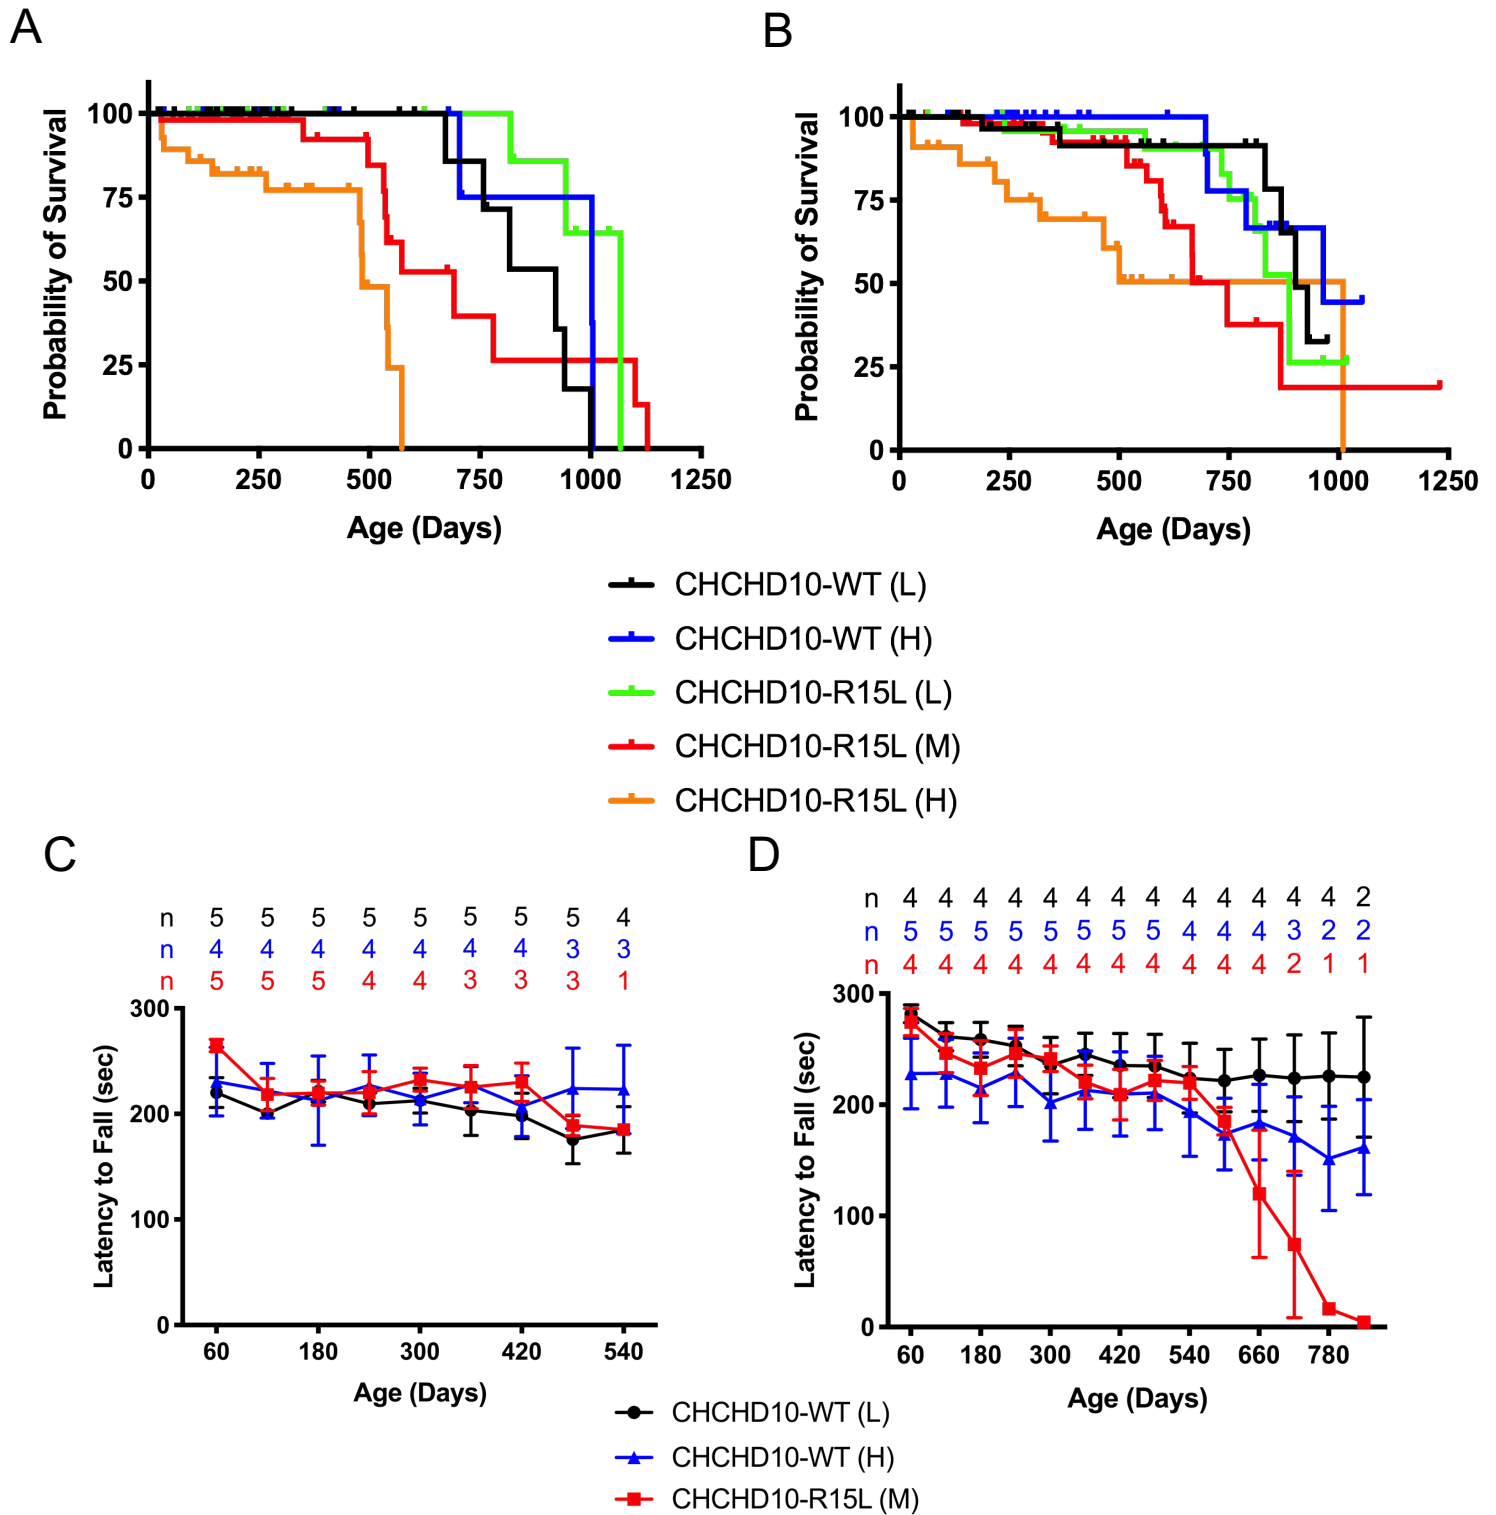 A
B
Probability of Survival
100
75
50
25
0
0 250 500 750 1000 1250
Age (Days)
Probability of Survival
100
75
50
25
0
0 250 500 750 1000 1250
Age (Days)
CHCHD10-WT (L)
CHCHD10-WT (H)
CHCHD10-R15L (L)
CHCHD10-R15L (M)
CHCHD10-R15L (H)
C
n 5 5 5 5 5 5 5 5 4
n 4 4 4 4 4 4 4 3 3
n 5 5 5 4 4 3 3 3 1
Latency to Fall (sec)
300
200
100
0
60 180 300 420 540
Age (Days)
D
n 4 4 4 4 4 4 4 4 4 4 4 4 4 2
n 5 5 5 5 5 5 5 5 4 4 4 3 2 2
n 4 4 4 4 4 4 4 4 4 4 4 2 1 1
Latency to Fall (sec)
300
200
100
0
60 180 300 420 540 660 780
Age (Days)
CHCHD10-WT (L)
CHCHD10-WT (H)
CHCHD10-R15L (M)